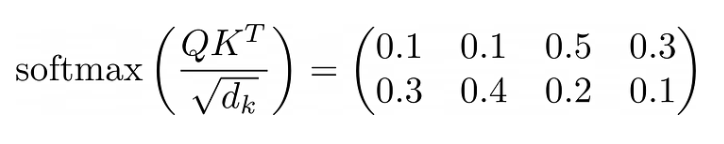 softmax(QK^T / √d_k) = (0.1 0.1 0.5 0.3
0.3 0.4 0.2 0.1)